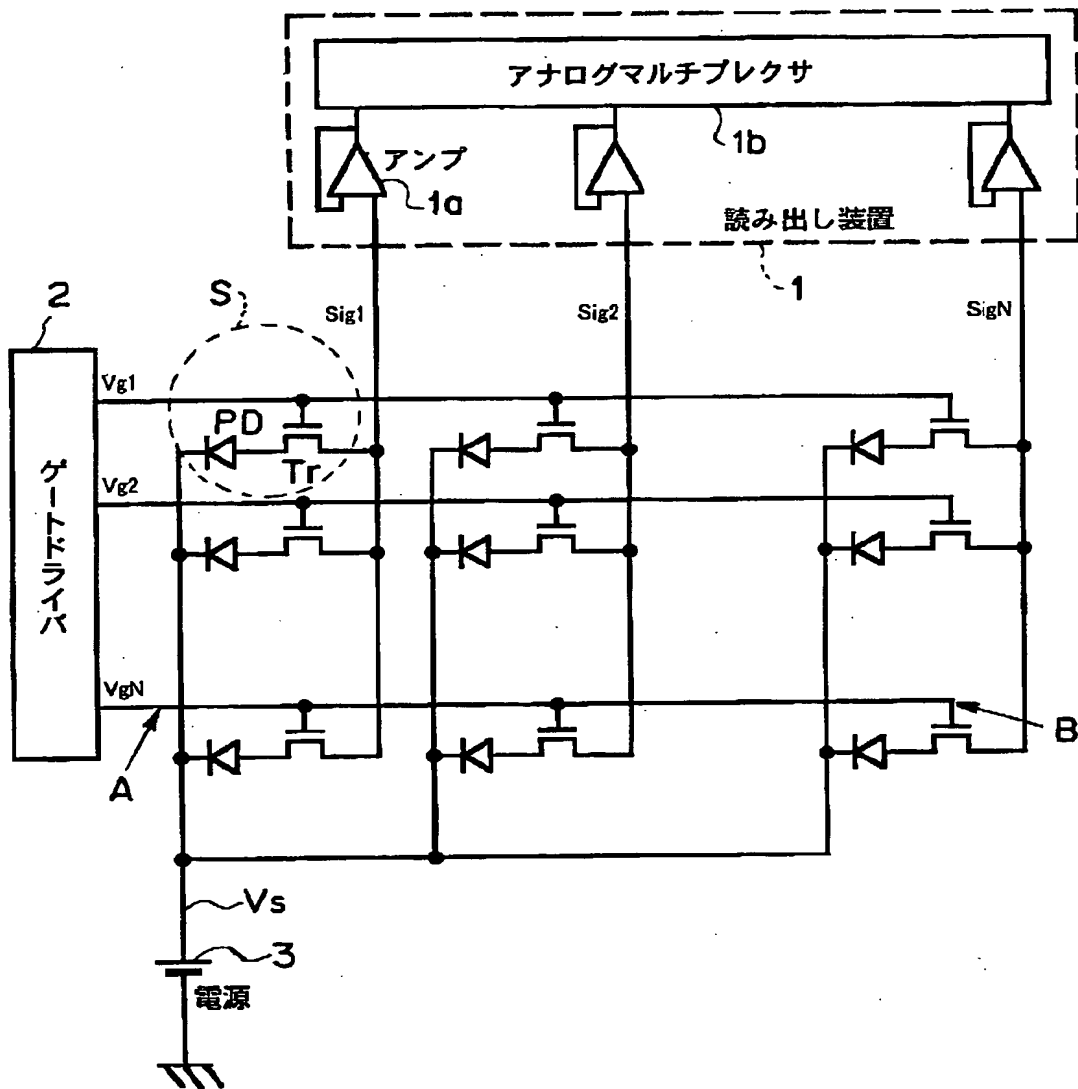 アナログマルチプレクサ
1b
アンプ
1a
読み出し装置
1
2
S
Sig1
Sig2
SigN
Vg1
PD
Tr
Vg2
ゲートドライバ
VgN
A
B
Vs
3
電源